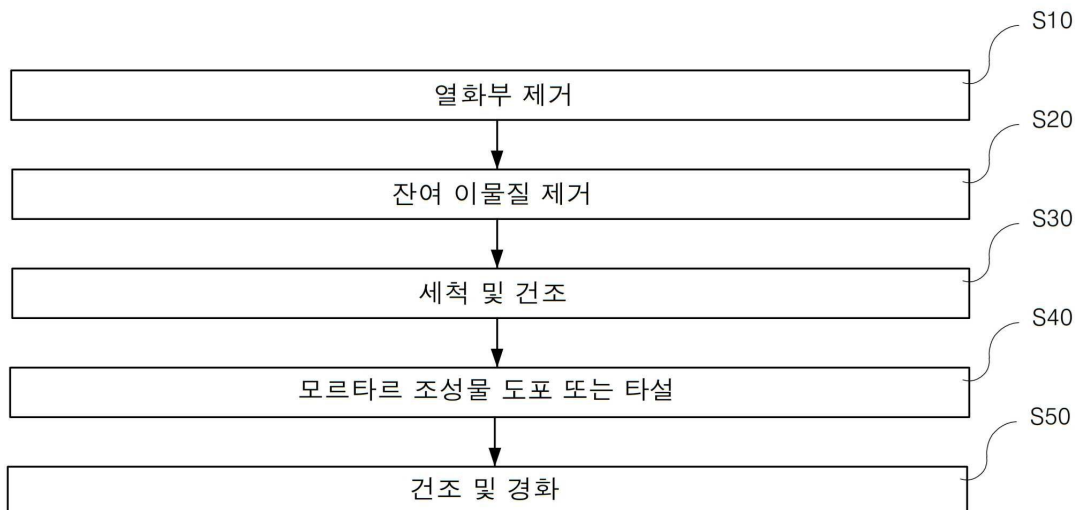 S10
열화부 제거
S20
잔여 이물질 제거
S30
세척 및 건조
S40
모르타르 조성물 도포 또는 타설
S50
건조 및 경화